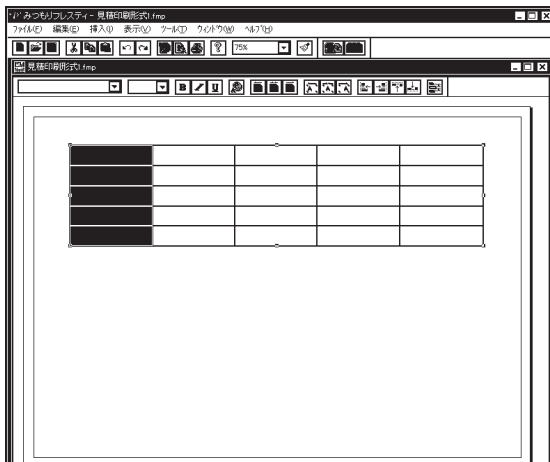 みつもリフレスティ - 見積印刷形式1.fmp
ファイル(F) 編集(E) 挿入(I) 表示(V) ツール(T) ウィンドウ(W) ヘルプ(H)
75%
見積印刷形式1.fmp
B I U